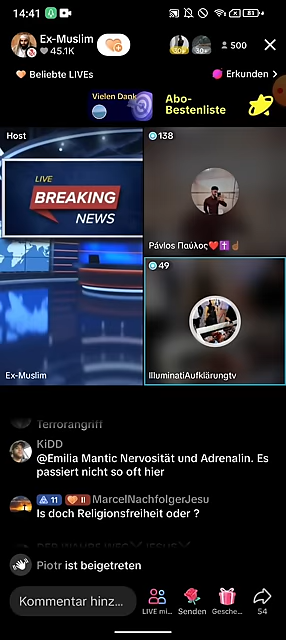 14:41
81%
Ex-Muslim
45.1K
500
Beliebte LIVEs
Erkunden >
Vielen Dank
Abo-
Bestenliste
Host
LIVE
BREAKING
NEWS
Ex-Muslim
138
Pávlos Παύλος❤️✝️☝🏾
49
IlluminatiAufklärungtv
Terrorangriff
KiDD
@Emilia Mantic Nervosität und Adrenalin. Es
passiert nicht so oft hier
11 II MarcelNachfolgerJesu
Is doch Religionsfreiheit oder ?
Piotr ist beigetreten
Kommentar hinz...
LIVE mi...
Senden
Gesche...
54